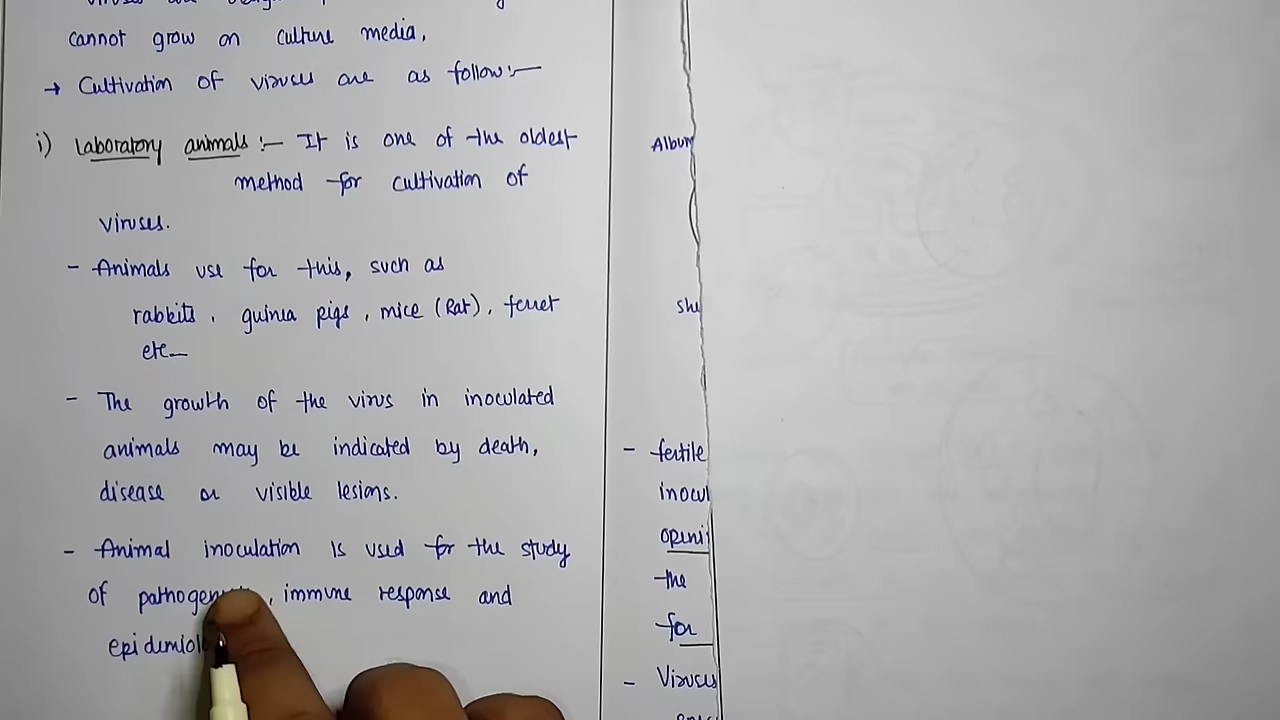 cannot grow on culture media.
→ Cultivation of viruses are as follow:-
i) Laboratory animals :- It is one of the oldest
method for cultivation of
viruses.
- Animals use for this, such as
rabbits, guinea pigs, mice (Rat), ferret
etc-
- The growth of the virus in inoculated
animals may be indicated by death,
disease or visible lesions.
- Animal inoculation is used for the study
of , immune response and
Album
She
- fertile
inocul
openi
the
for
- Viruses